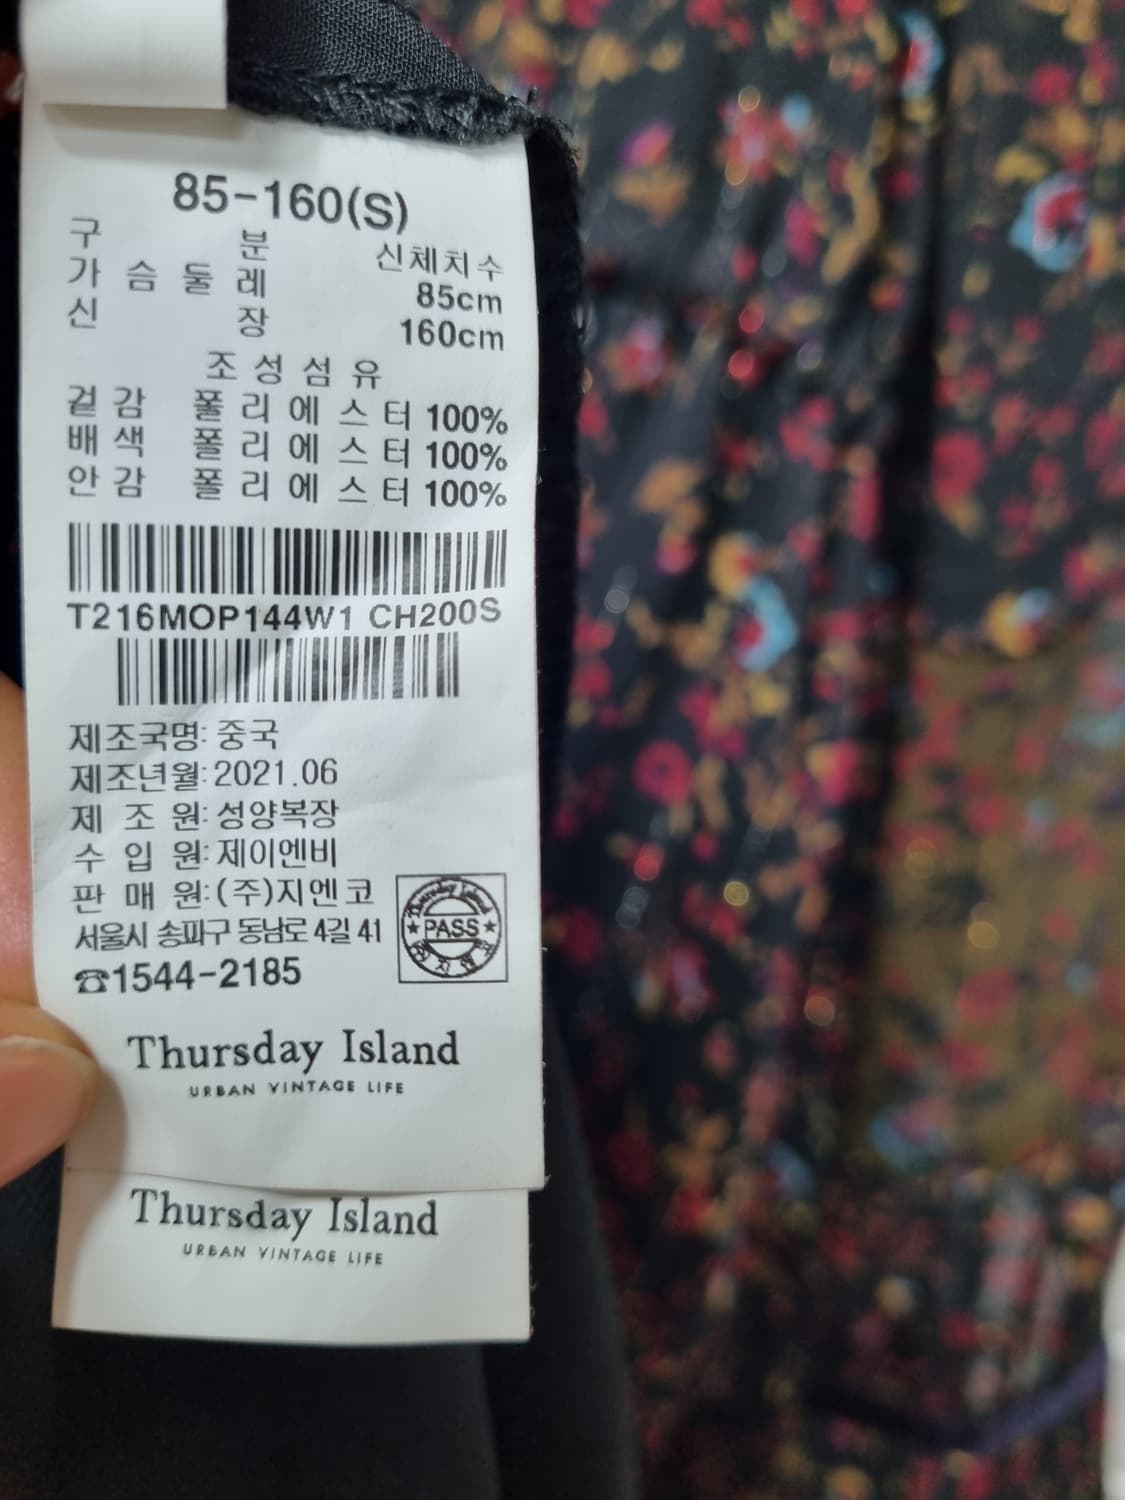 85-160(S)
구 분 신체치수
가 슴 둘 레 85cm
신 장 160cm
조 성 섬 유
겉 감 폴 리 에 스 터 100%
배 색 폴 리 에 스 터 100%
안 감 폴 리 에 스 터 100%
T216MOP144W1 CH200S
제조국명: 중국
제조년월: 2021.06
제 조 원: 성양복장
수 입 원: 제이엔비
판 매 원: (주)지엔코
서울시 송파구 동남로 4길 41
☎1544-2185
Thursday Island
PASS
Thursday Island
URBAN VINTAGE LIFE
Thursday Island
URBAN VINTAGE LIFE